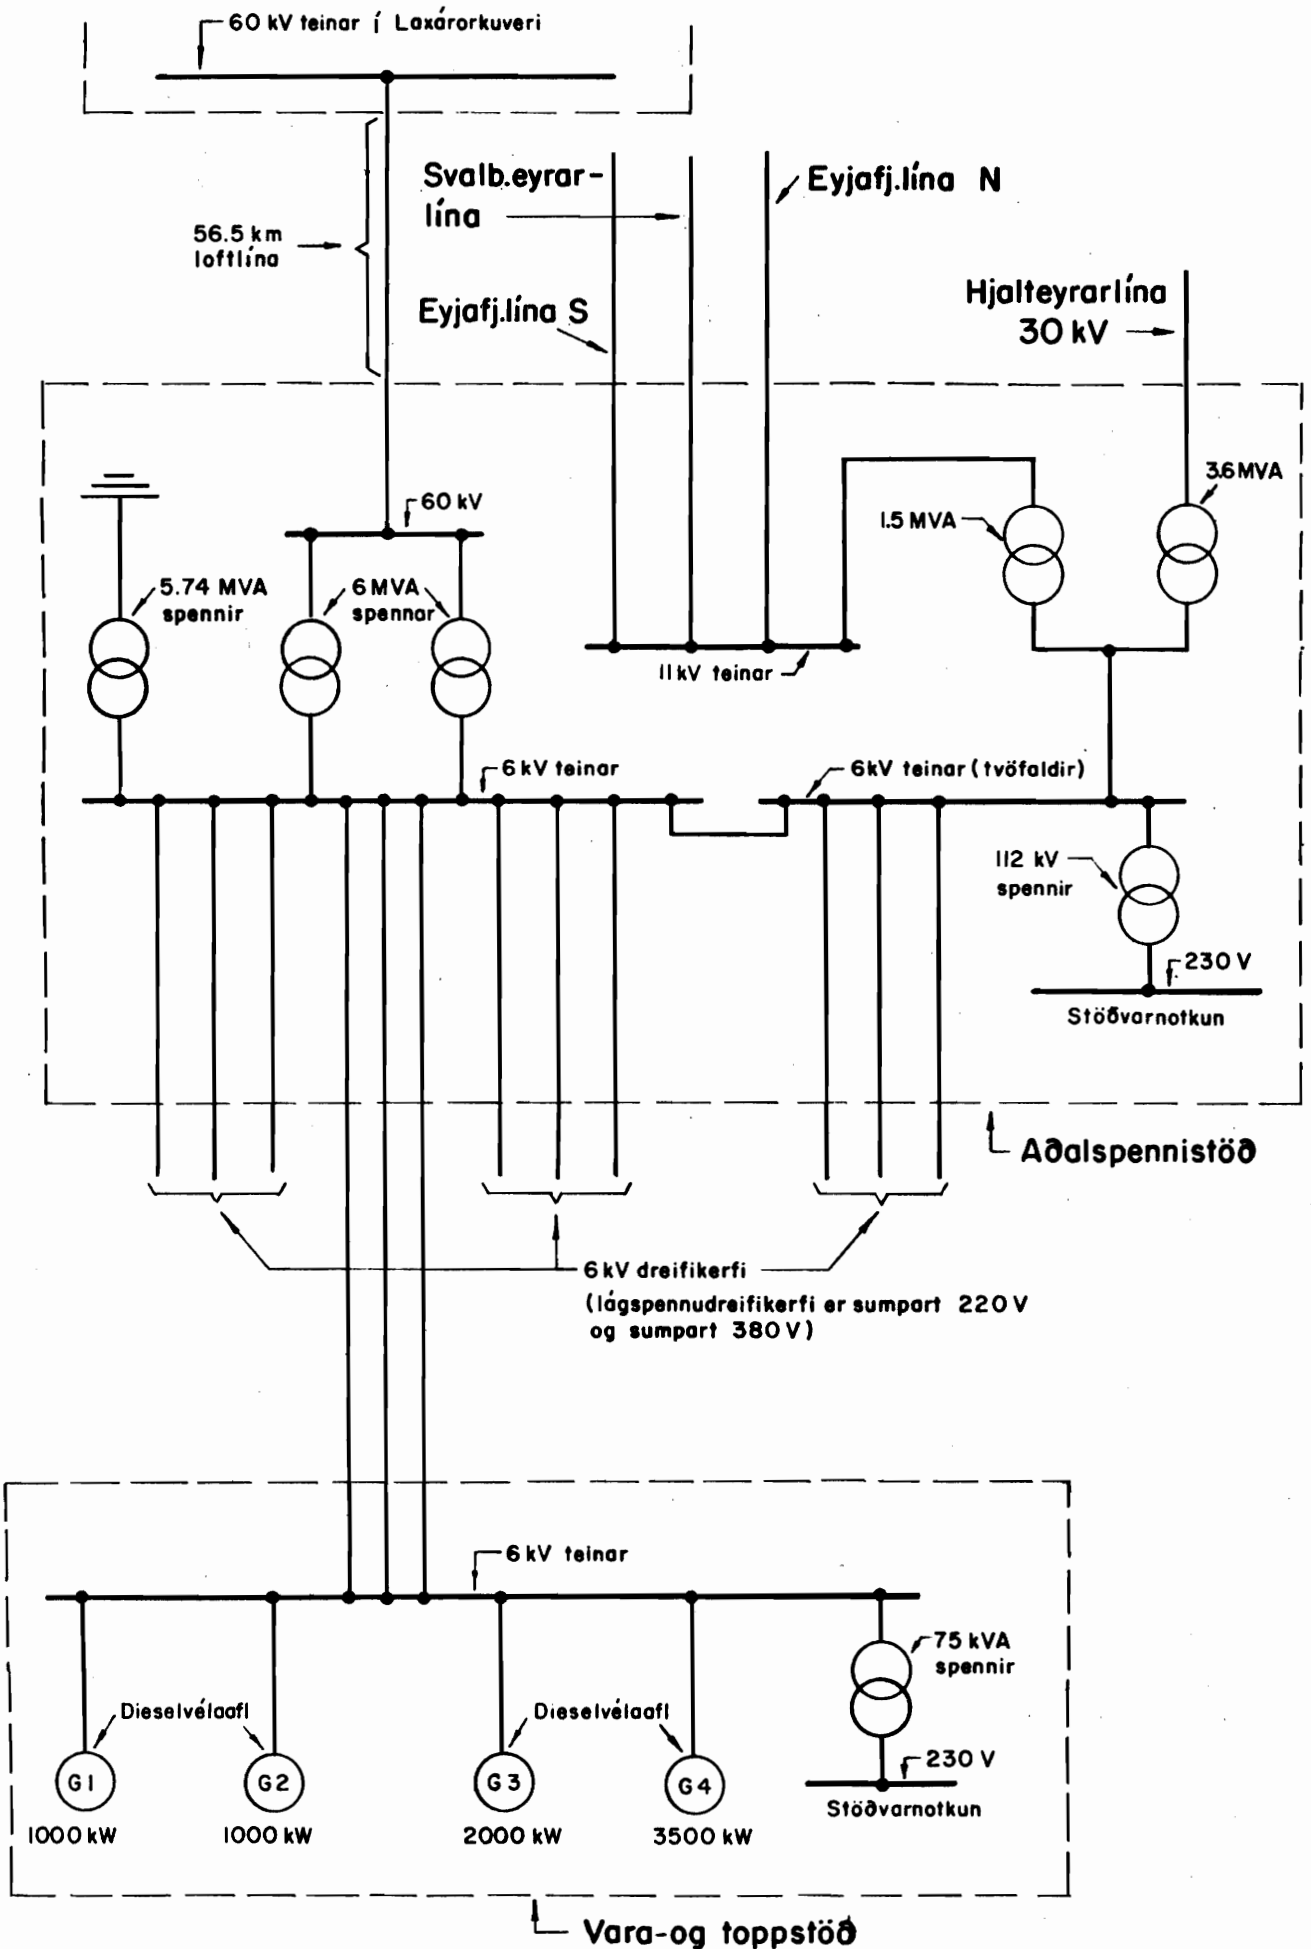 60 kV teinar í Laxárorkuveri
Svalb.eyrar-
lína
Eyjafj.lína N
56.5 km
loftlína
Eyjafj.lína S
Hjalteyrarlína
30 kV
3.6 MVA
60 kV
1.5 MVA
5.74 MVA
spennir
6 MVA
spennar
11 kV teinar
6 kV teinar
6 kV teinar (tvöfaldir)
112 kV
spennir
230 V
Stöðvarnotkun
Aðalspennistöð
6 kV dreifikerfi
(lágspennudreifikerfi er sumpart 220 V
og sumpart 380 V)
6 kV teinar
75 kVA
spennir
Dieselvélaafl
Dieselvélaafl
G1
G2
G3
G4
230 V
Stöðvarnotkun
1000 kW
1000 kW
2000 kW
3500 kW
Vara-og toppstöð